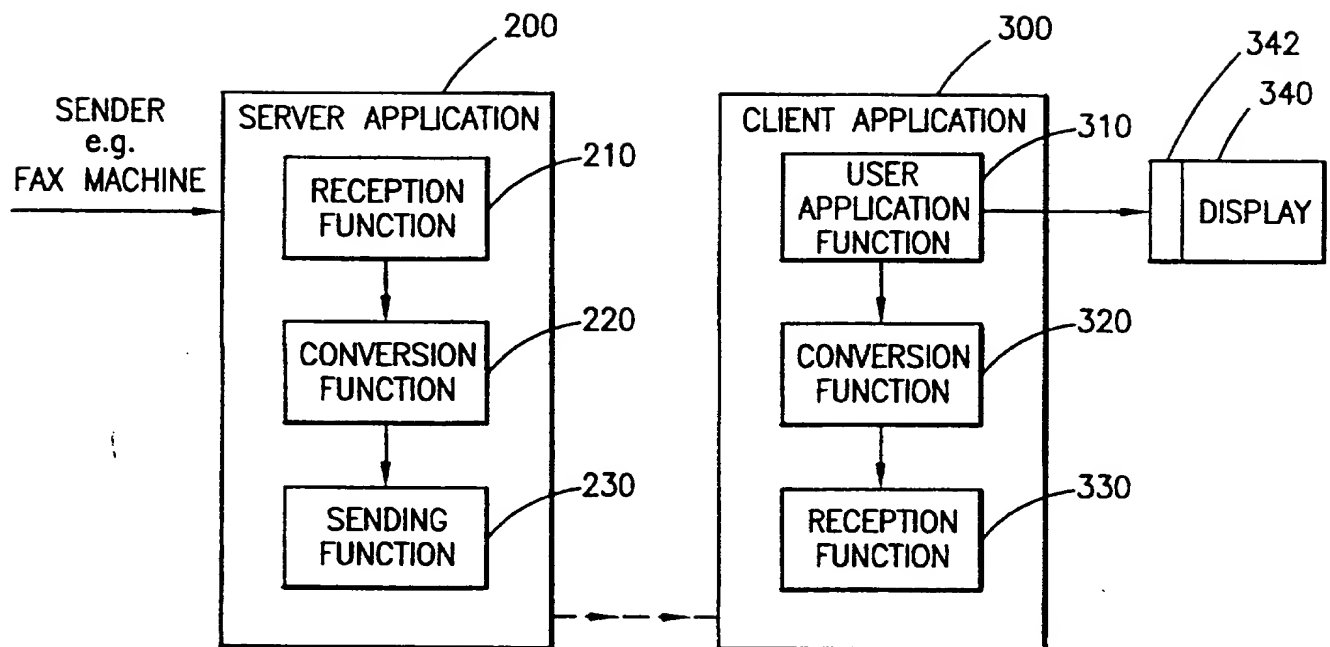 200
300
342
340
SENDER
e.g.
FAX MACHINE
SERVER APPLICATION
210
RECEPTION
FUNCTION
220
CONVERSION
FUNCTION
230
SENDING
FUNCTION
CLIENT APPLICATION
310
USER
APPLICATION
FUNCTION
320
CONVERSION
FUNCTION
330
RECEPTION
FUNCTION
DISPLAY